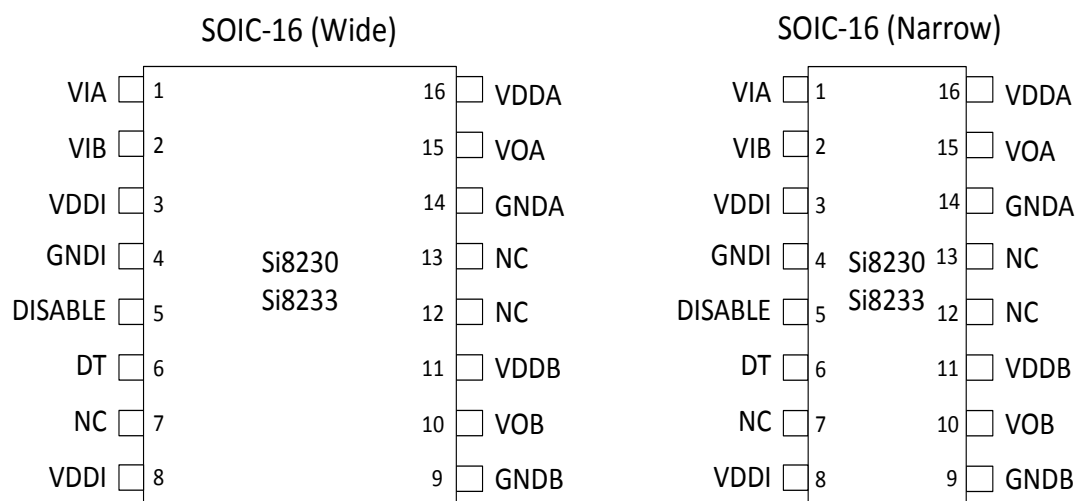 SOIC-16 (Wide)
VIA 1 16 VDDA
VIB 2 15 VOA
VDDI 3 14 GNDA
GNDI 4 Si8230 13 NC
Si8233
DISABLE 5 12 NC
DT 6 11 VDDB
NC 7 10 VOB
VDDI 8 9 GNDB
SOIC-16 (Narrow)
VIA 1 16 VDDA
VIB 2 15 VOA
VDDI 3 14 GNDA
GNDI 4 Si8230 13 NC
Si8233
DISABLE 5 12 NC
DT 6 11 VDDB
NC 7 10 VOB
VDDI 8 9 GNDB